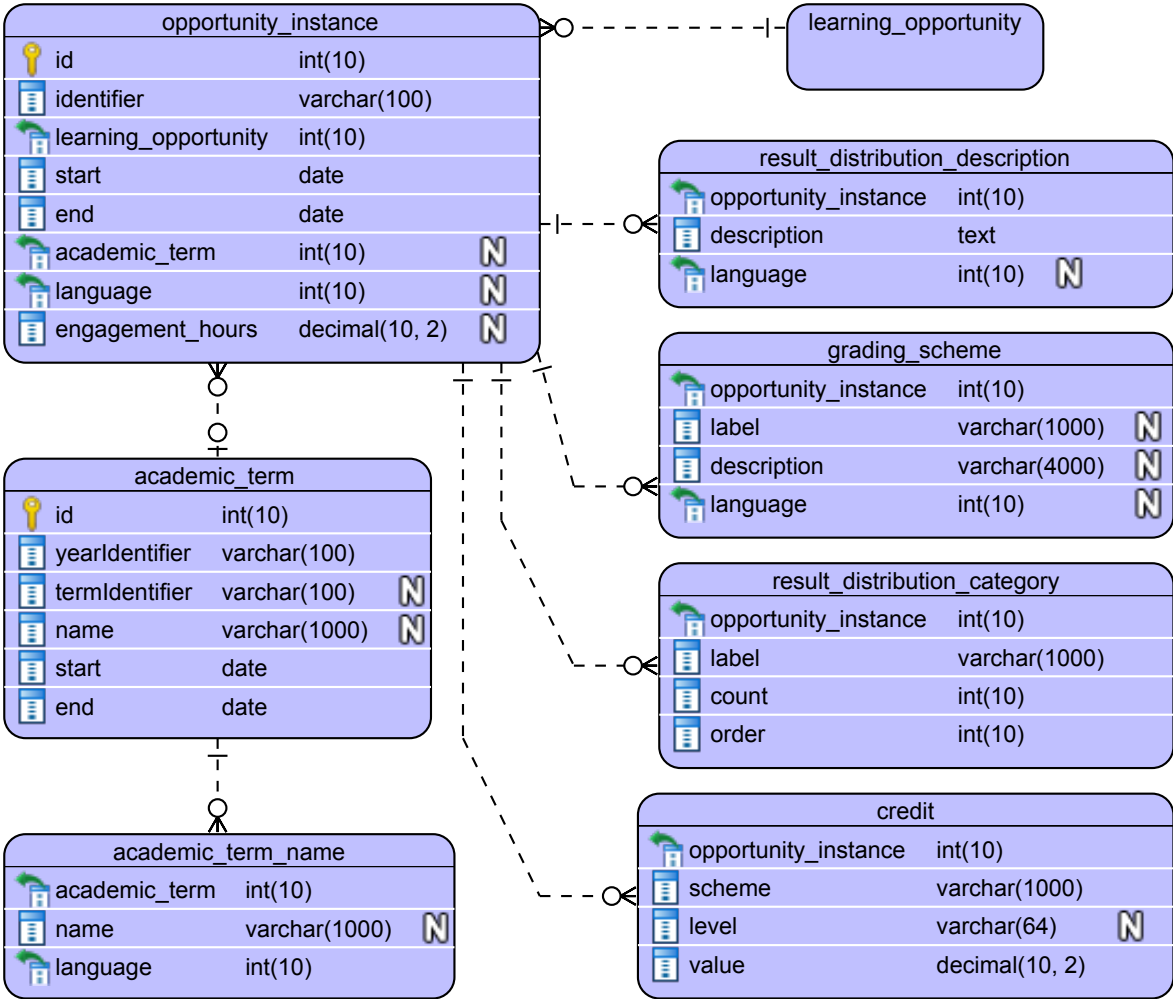 opportunity_instance
id int(10)
identifier varchar(100)
learning_opportunity int(10)
start date
end date
academic_term int(10) N
language int(10) N
engagement_hours decimal(10, 2) N
learning_opportunity
result_distribution_description
opportunity_instance int(10)
description text
language int(10) N
grading_scheme
opportunity_instance int(10)
label varchar(1000) N
description varchar(4000) N
language int(10) N
academic_term
id int(10)
yearIdentifier varchar(100)
termIdentifier varchar(100) N
name varchar(1000) N
start date
end date
result_distribution_category
opportunity_instance int(10)
label varchar(1000)
count int(10)
order int(10)
academic_term_name
academic_term int(10)
name varchar(1000) N
language int(10)
credit
opportunity_instance int(10)
scheme varchar(1000)
level varchar(64) N
value decimal(10, 2)